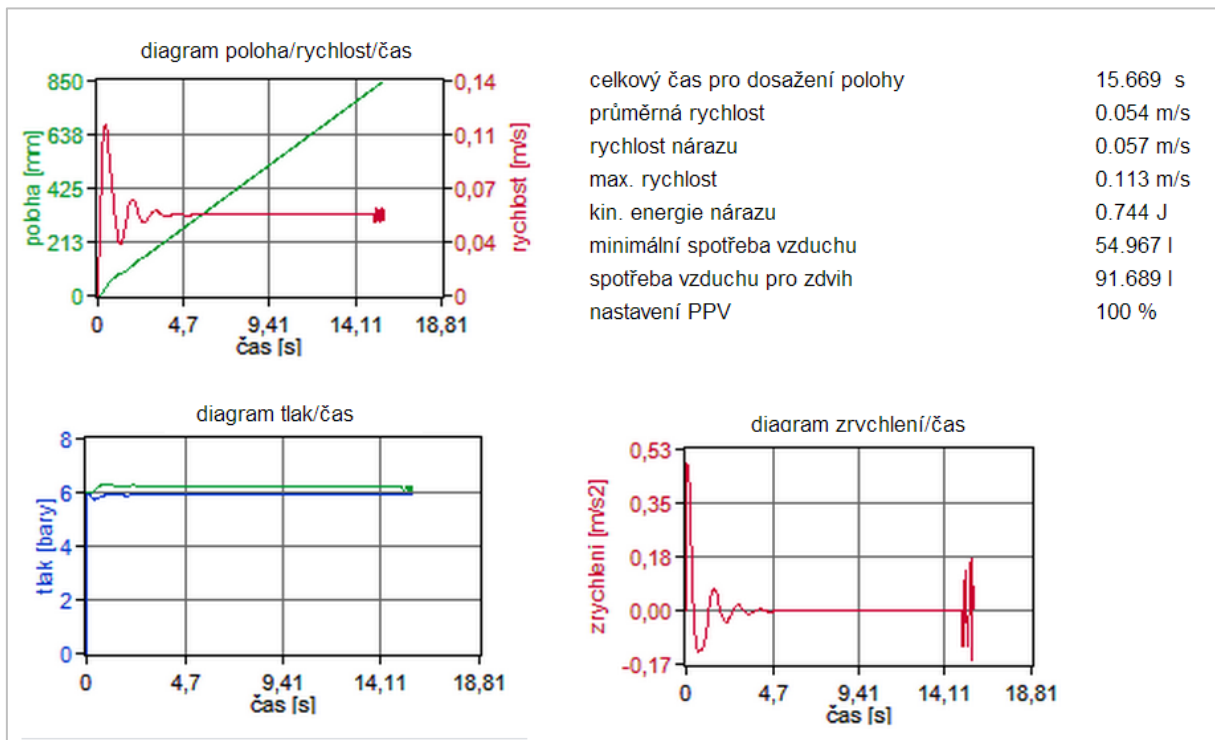 diagram poloha/rychlost/čas
850
638
425
213
0
poloha [mm]
0,14
0,11
0,07
0,04
0
rychlost [m/s]
0 4,7 9,41 14,11 18,81
čas [s]
celkový čas pro dosažení polohy 15.669 s
průměrná rychlost 0.054 m/s
rychlost nárazu 0.057 m/s
max. rychlost 0.113 m/s
kin. energie nárazu 0.744 J
minimální spotřeba vzduchu 54.967 l
spotřeba vzduchu pro zdvih 91.689 l
nastavení PPV 100 %
diagram tlak/čas
8
6
4
2
0
tlak [bary]
0 4,7 9,41 14,11 18,81
čas [s]
diagram zrychlení/čas
0,53
0,35
0,18
0,00
-0,17
zrychleni [m/s2]
0 4,7 9,41 14,11 18,81
čas [s]